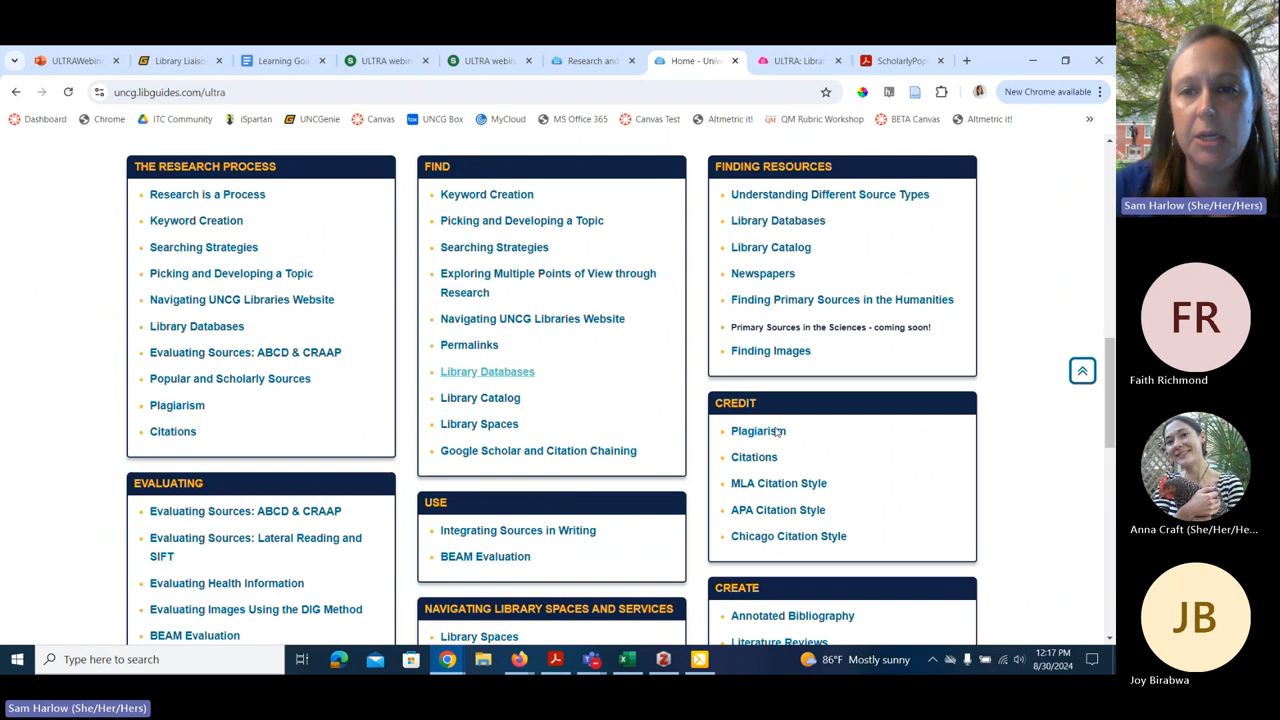 ULTRAWebin
Library Liaiso
Learning Goa
ULTRA webin
ULTRA webin
Research and
Home - Unive
ULTRA: Librar
ScholarlyPop
uncg.libguides.com/ultra
New Chrome available
Dashboard
Chrome
ITC Community
iSpartan
UNCGenie
Canvas
UNCG Box
MyCloud
MS Office 365
Canvas Test
Altmetric it!
QM Rubric Workshop
BETA Canvas
Altmetric it!
THE RESEARCH PROCESS
Research is a Process
Keyword Creation
Searching Strategies
Picking and Developing a Topic
Navigating UNCG Libraries Website
Library Databases
Evaluating Sources: ABCD & CRAAP
Popular and Scholarly Sources
Plagiarism
Citations
EVALUATING
Evaluating Sources: ABCD & CRAAP
Evaluating Sources: Lateral Reading and
SIFT
Evaluating Health Information
Evaluating Images Using the DIG Method
BEAM Evaluation
FIND
Keyword Creation
Picking and Developing a Topic
Searching Strategies
Exploring Multiple Points of View through
Research
Navigating UNCG Libraries Website
Permalinks
Library Databases
Library Catalog
Library Spaces
Google Scholar and Citation Chaining
USE
Integrating Sources in Writing
BEAM Evaluation
NAVIGATING LIBRARY SPACES AND SERVICES
Library Spaces
FINDING RESOURCES
Understanding Different Source Types
Library Databases
Library Catalog
Newspapers
Finding Primary Sources in the Humanities
Primary Sources in the Sciences - coming soon!
Finding Images
CREDIT
Plagiarism
Citations
MLA Citation Style
APA Citation Style
Chicago Citation Style
CREATE
Annotated Bibliography
Literature Reviews
Type here to search
86°F Mostly sunny
12:17 PM
8/30/2024
Sam Harlow (She/Her/Hers)
FR
Faith Richmond
Anna Craft (She/Her/He...
JB
Joy Birabwa
Sam Harlow (She/Her/Hers)